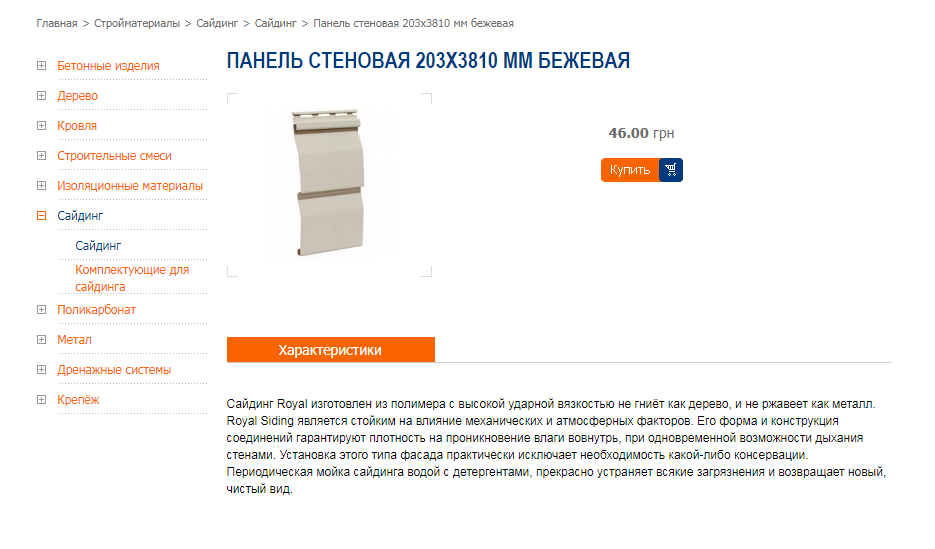 Главная > Стройматериалы > Сайдинг > Сайдинг > Панель стеновая 203х3810 мм бежевая
Бетонные изделия
Дерево
Кровля
Строительные смеси
Изоляционные материалы
Сайдинг
Сайдинг
Комплектующие для
сайдинга
Поликарбонат
Метал
Дренажные системы
Крепёж
ПАНЕЛЬ СТЕНОВАЯ 203Х3810 ММ БЕЖЕВАЯ
46.00 грн
Купить
Характеристики
Сайдинг Royal изготовлен из полимера с высокой ударной вязкостью не гниёт как дерево, и не ржавеет как металл.
Royal Siding является стойким на влияние механических и атмосферных факторов. Его форма и конструкция
соединений гарантируют плотность на проникновение влаги вовнутрь, при одновременной возможности дыхания
стенами. Установка этого типа фасада практически исключает необходимость какой-либо консервации.
Периодическая мойка сайдинга водой с детергентами, прекрасно устраняет всякие загрязнения и возвращает новый,
чистый вид.